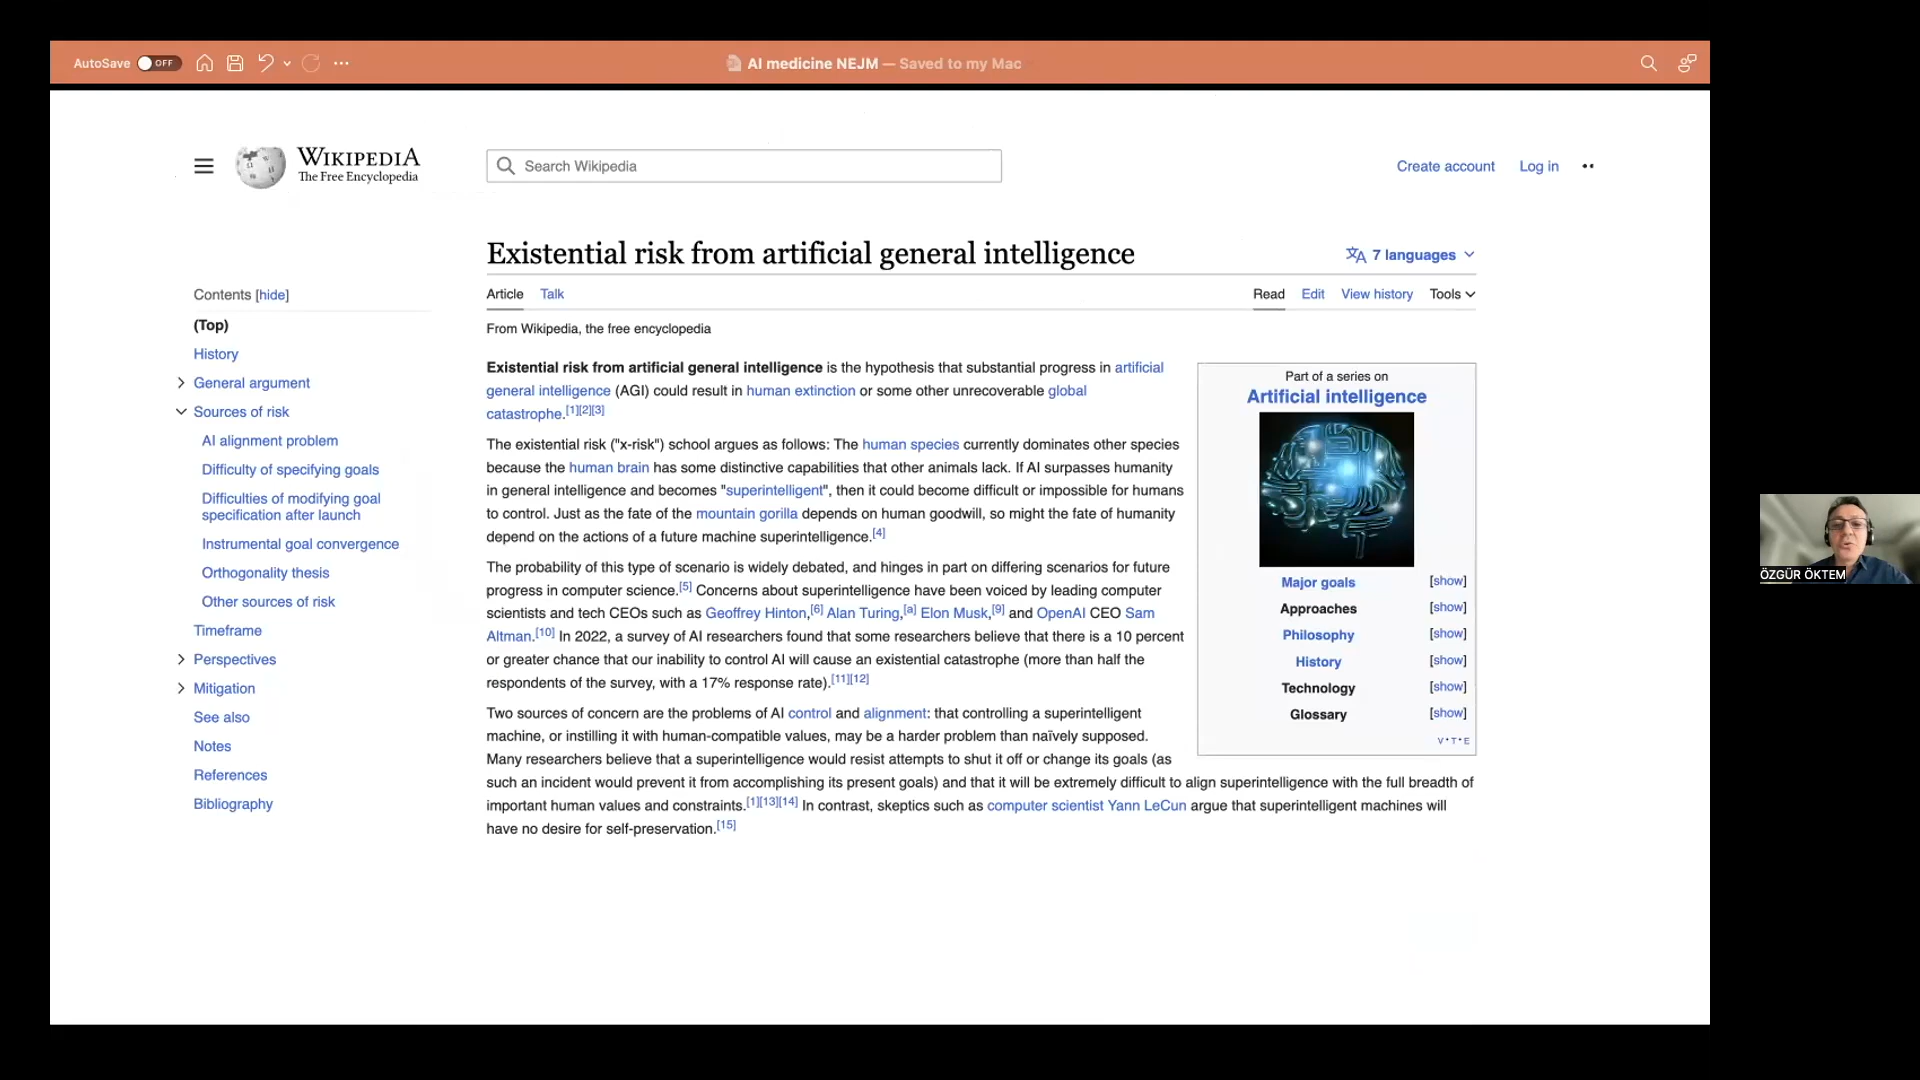 AutoSave OFF
AI medicine NEJM — Saved to my Mac
WIKIPEDIA
The Free Encyclopedia
Search Wikipedia
Create account
Log in
Existential risk from artificial general intelligence
7 languages
Article
Talk
Read
Edit
View history
Tools
From Wikipedia, the free encyclopedia
Contents [hide]
(Top)
History
General argument
Sources of risk
AI alignment problem
Difficulty of specifying goals
Difficulties of modifying goal
specification after launch
Instrumental goal convergence
Orthogonality thesis
Other sources of risk
Timeframe
Perspectives
Mitigation
See also
Notes
References
Bibliography
Existential risk from artificial general intelligence is the hypothesis that substantial progress in artificial
general intelligence (AGI) could result in human extinction or some other unrecoverable global
catastrophe.[1][2][3]
The existential risk ("x-risk") school argues as follows: The human species currently dominates other species
because the human brain has some distinctive capabilities that other animals lack. If AI surpasses humanity
in general intelligence and becomes "superintelligent", then it could become difficult or impossible for humans
to control. Just as the fate of the mountain gorilla depends on human goodwill, so might the fate of humanity
depend on the actions of a future machine superintelligence.[4]
The probability of this type of scenario is widely debated, and hinges in part on differing scenarios for future
progress in computer science.[5] Concerns about superintelligence have been voiced by leading computer
scientists and tech CEOs such as Geoffrey Hinton,[6] Alan Turing,[a] Elon Musk,[9] and OpenAI CEO Sam
Altman.[10] In 2022, a survey of AI researchers found that some researchers believe that there is a 10 percent
or greater chance that our inability to control AI will cause an existential catastrophe (more than half the
respondents of the survey, with a 17% response rate).[11][12]
Two sources of concern are the problems of AI control and alignment: that controlling a superintelligent
machine, or instilling it with human-compatible values, may be a harder problem than naïvely supposed.
Many researchers believe that a superintelligence would resist attempts to shut it off or change its goals (as
such an incident would prevent it from accomplishing its present goals) and that it will be extremely difficult to align superintelligence with the full breadth of
important human values and constraints.[1][13][14] In contrast, skeptics such as computer scientist Yann LeCun argue that superintelligent machines will
have no desire for self-preservation.[15]
Part of a series on
Artificial intelligence
Major goals [show]
Approaches [show]
Philosophy [show]
History [show]
Technology [show]
Glossary [show]
V·T·E
ÖZGÜR ÖKTEM